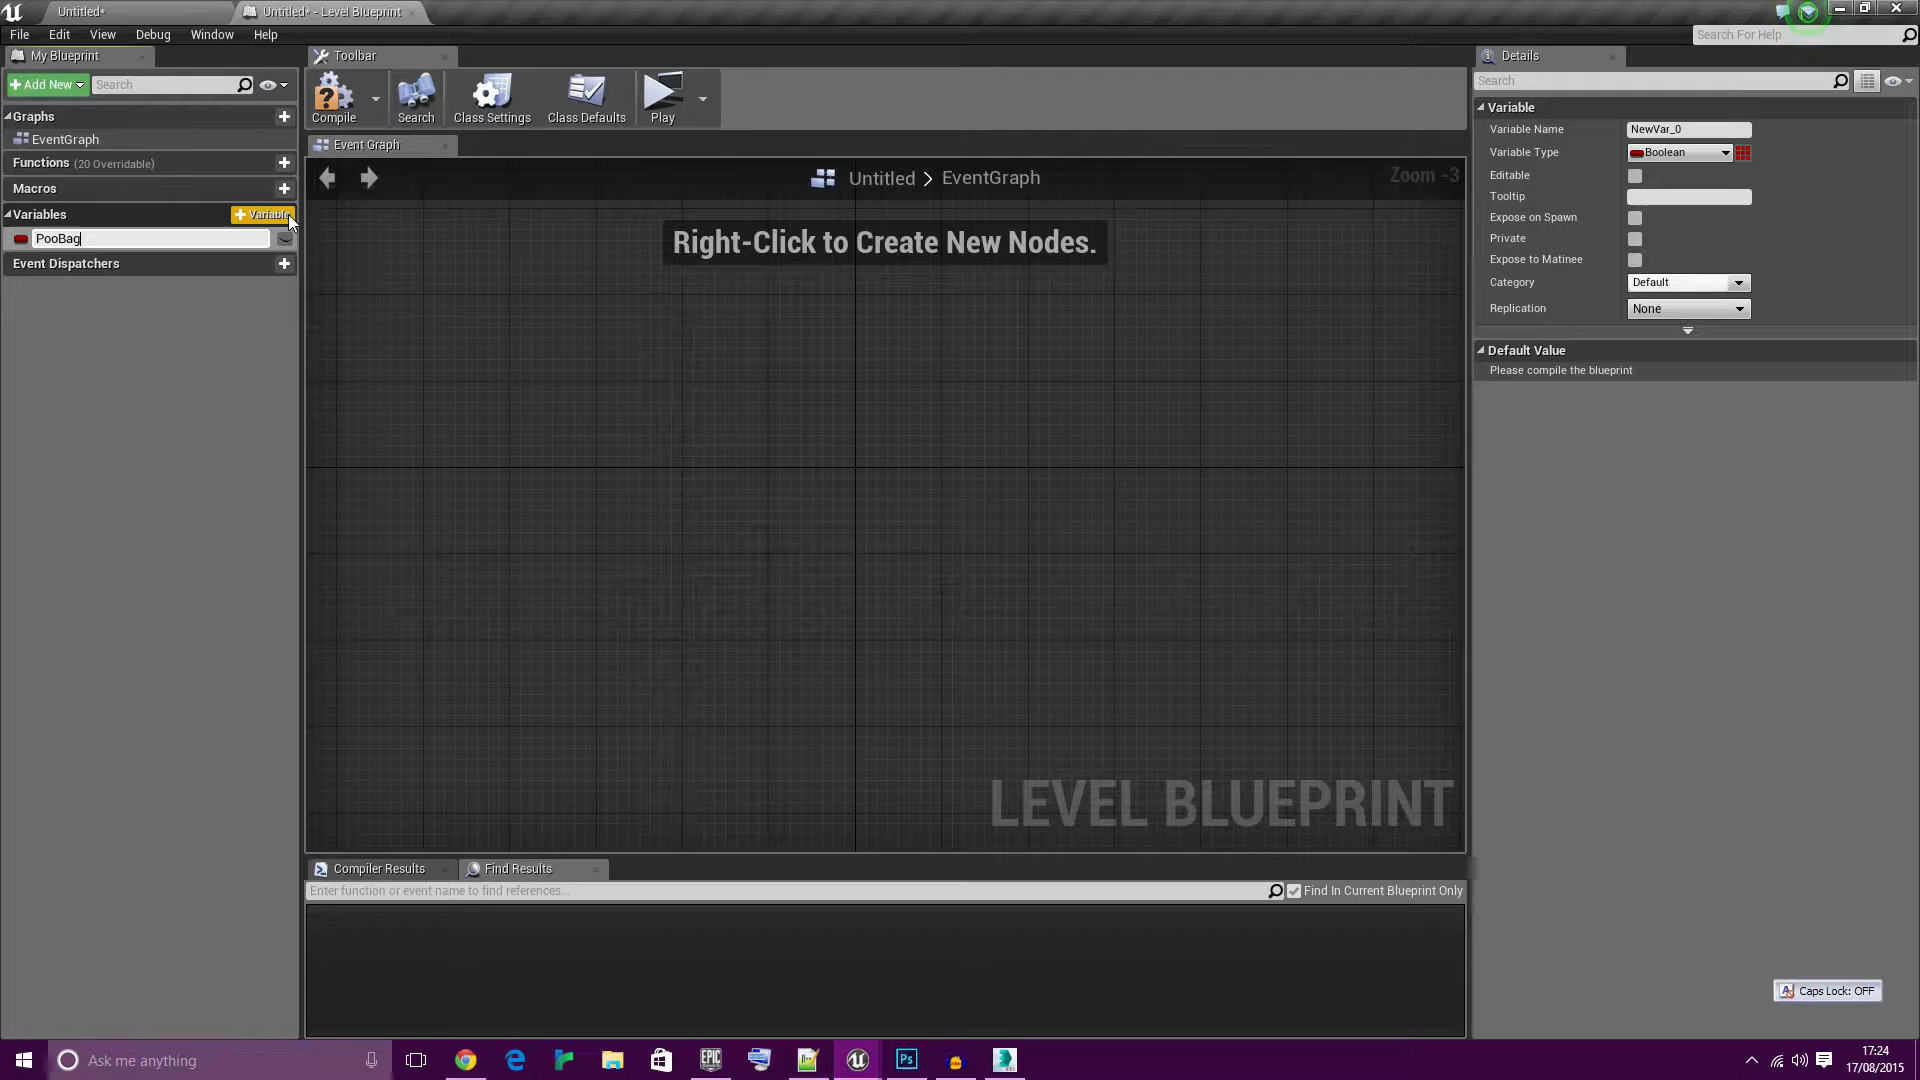 Untitled*
Untitled* - Level Blueprint
File Edit View Debug Window Help
Search For Help
My Blueprint
Toolbar
Details
Add New
Search
Compile
Search
Class Settings
Class Defaults
Play
Search
Graphs
EventGraph
Functions (20 Overridable)
Macros
Variables
Variable
PooBag
Event Dispatchers
Event Graph
Untitled > EventGraph
Zoom -3
Right-Click to Create New Nodes.
LEVEL BLUEPRINT
Variable
Variable Name NewVar_0
Variable Type Boolean
Editable
Tooltip
Expose on Spawn
Private
Expose to Matinee
Category Default
Replication None
Default Value
Please compile the blueprint
Compiler Results
Find Results
Enter function or event name to find references...
Find In Current Blueprint Only
Caps Lock: OFF
Ask me anything
EPIC
Ps
17:24
17/08/2015